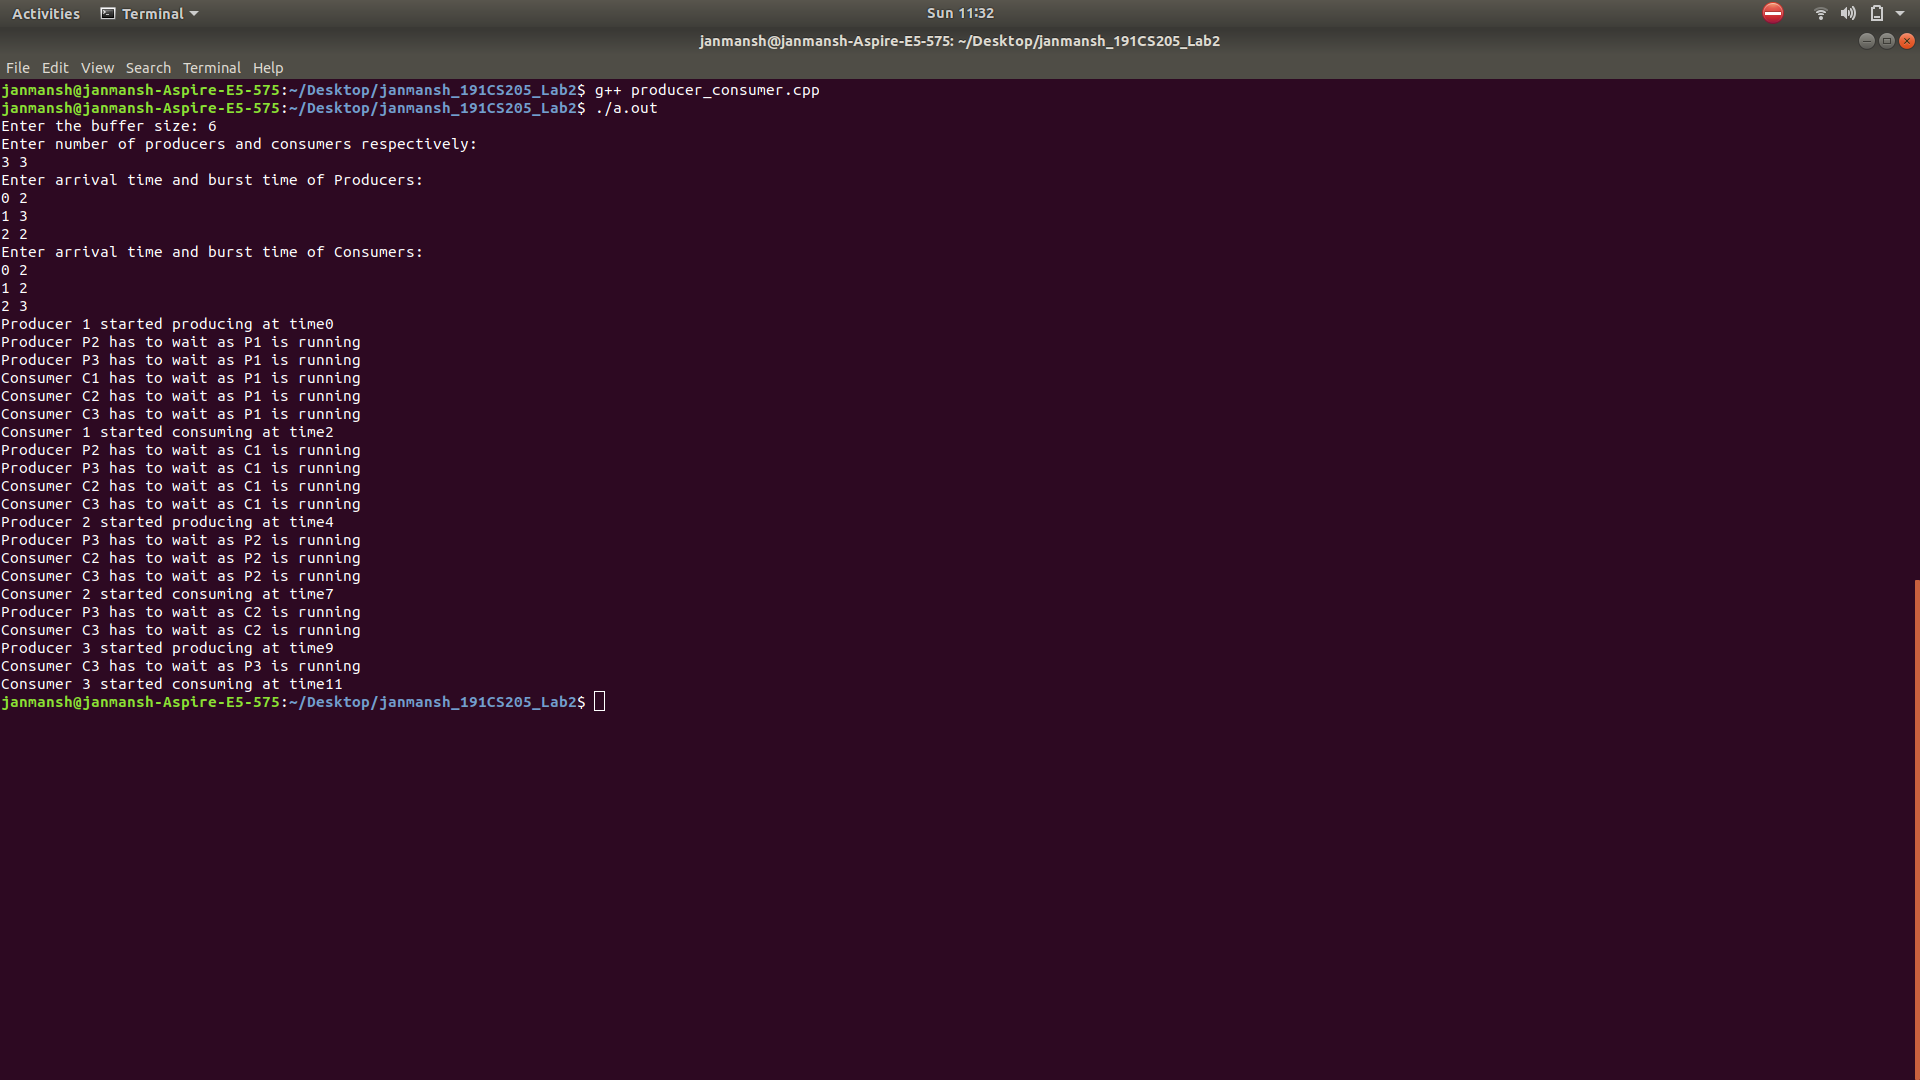 Activities Terminal Sun 11:32
janmansh@janmansh-Aspire-E5-575: ~/Desktop/janmansh_191CS205_Lab2
File Edit View Search Terminal Help
janmansh@janmansh-Aspire-E5-575:~/Desktop/janmansh_191CS205_Lab2$ g++ producer_consumer.cpp
janmansh@janmansh-Aspire-E5-575:~/Desktop/janmansh_191CS205_Lab2$ ./a.out
Enter the buffer size: 6
Enter number of producers and consumers respectively:
3 3
Enter arrival time and burst time of Producers:
0 2
1 3
2 2
Enter arrival time and burst time of Consumers:
0 2
1 2
2 3
Producer 1 started producing at time0
Producer P2 has to wait as P1 is running
Producer P3 has to wait as P1 is running
Consumer C1 has to wait as P1 is running
Consumer C2 has to wait as P1 is running
Consumer C3 has to wait as P1 is running
Consumer 1 started consuming at time2
Producer P2 has to wait as C1 is running
Producer P3 has to wait as C1 is running
Consumer C2 has to wait as C1 is running
Consumer C3 has to wait as C1 is running
Producer 2 started producing at time4
Producer P3 has to wait as P2 is running
Consumer C2 has to wait as P2 is running
Consumer C3 has to wait as P2 is running
Consumer 2 started consuming at time7
Producer P3 has to wait as C2 is running
Consumer C3 has to wait as C2 is running
Producer 3 started producing at time9
Consumer C3 has to wait as P3 is running
Consumer 3 started consuming at time11
janmansh@janmansh-Aspire-E5-575:~/Desktop/janmansh_191CS205_Lab2$